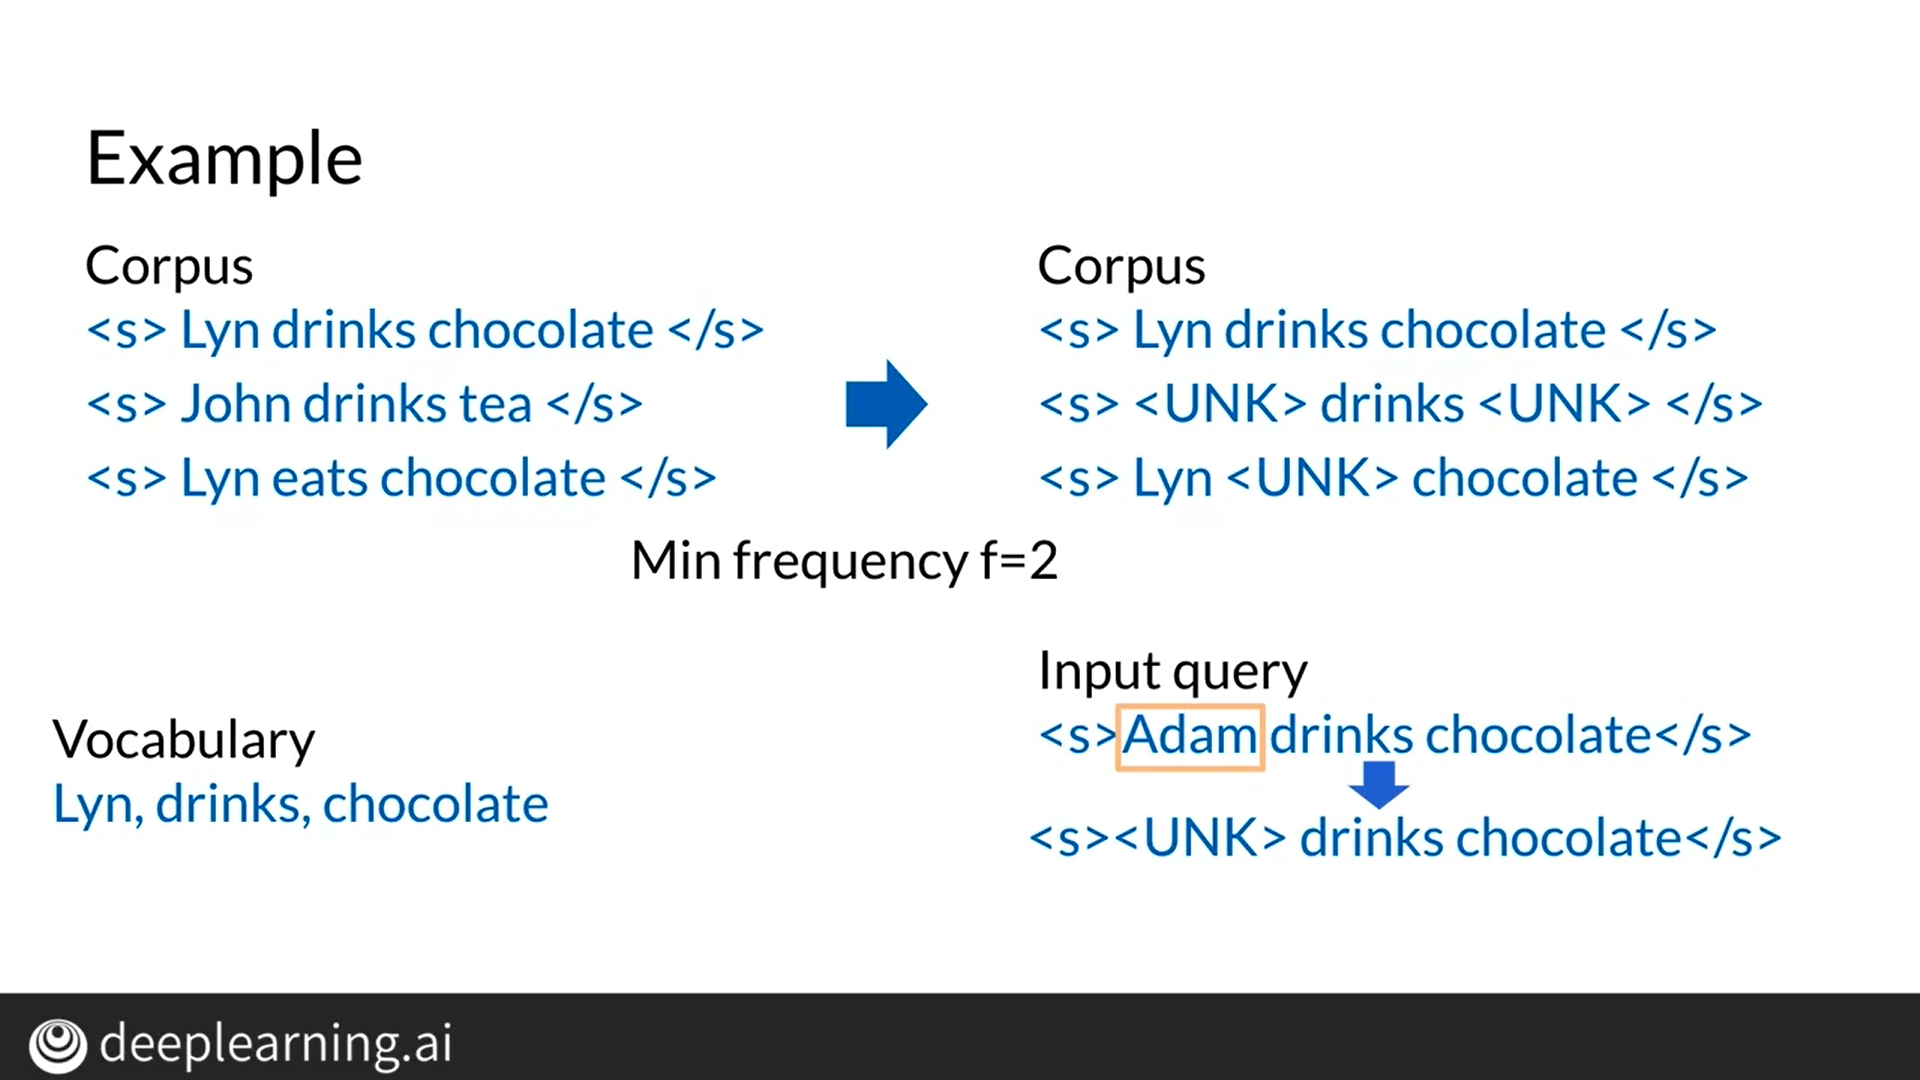 Example
Corpus
<s> Lyn drinks chocolate </s>
<s> John drinks tea </s>
<s> Lyn eats chocolate </s>
Corpus
<s> Lyn drinks chocolate </s>
<s> <UNK> drinks <UNK> </s>
<s> Lyn <UNK> chocolate </s>
Min frequency f=2
Vocabulary
Lyn, drinks, chocolate
Input query
<s>Adam drinks chocolate</s>
<s><UNK> drinks chocolate</s>
deeplearning.ai